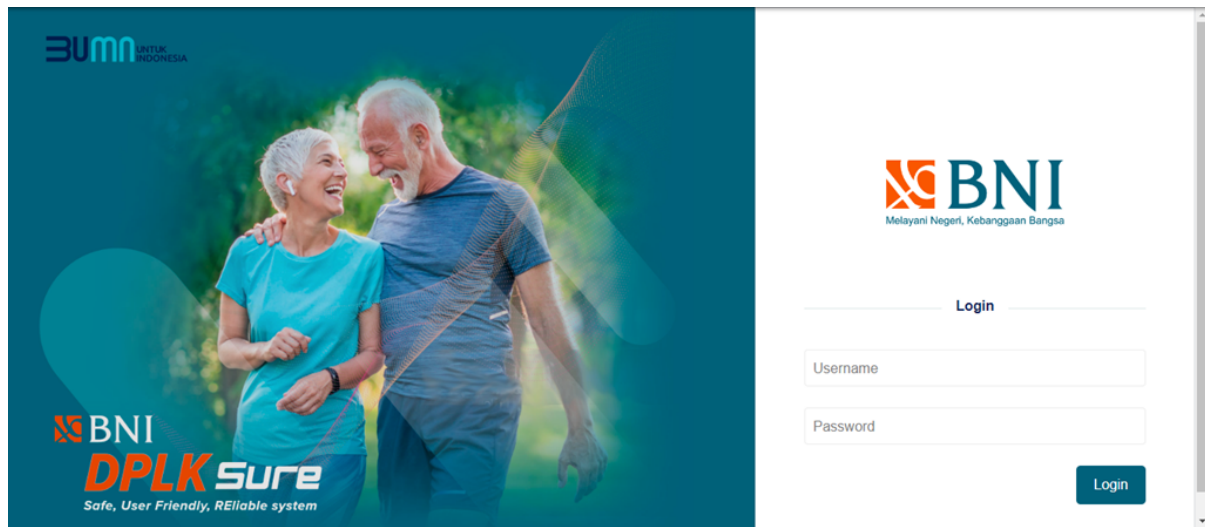 BUMN UNTUK
INDONESIA
BNI
DPLK Sure
Safe, User Friendly, REliable system
BNI
Melayani Negeri, Kebanggaan Bangsa
Login
Username
Password
Login